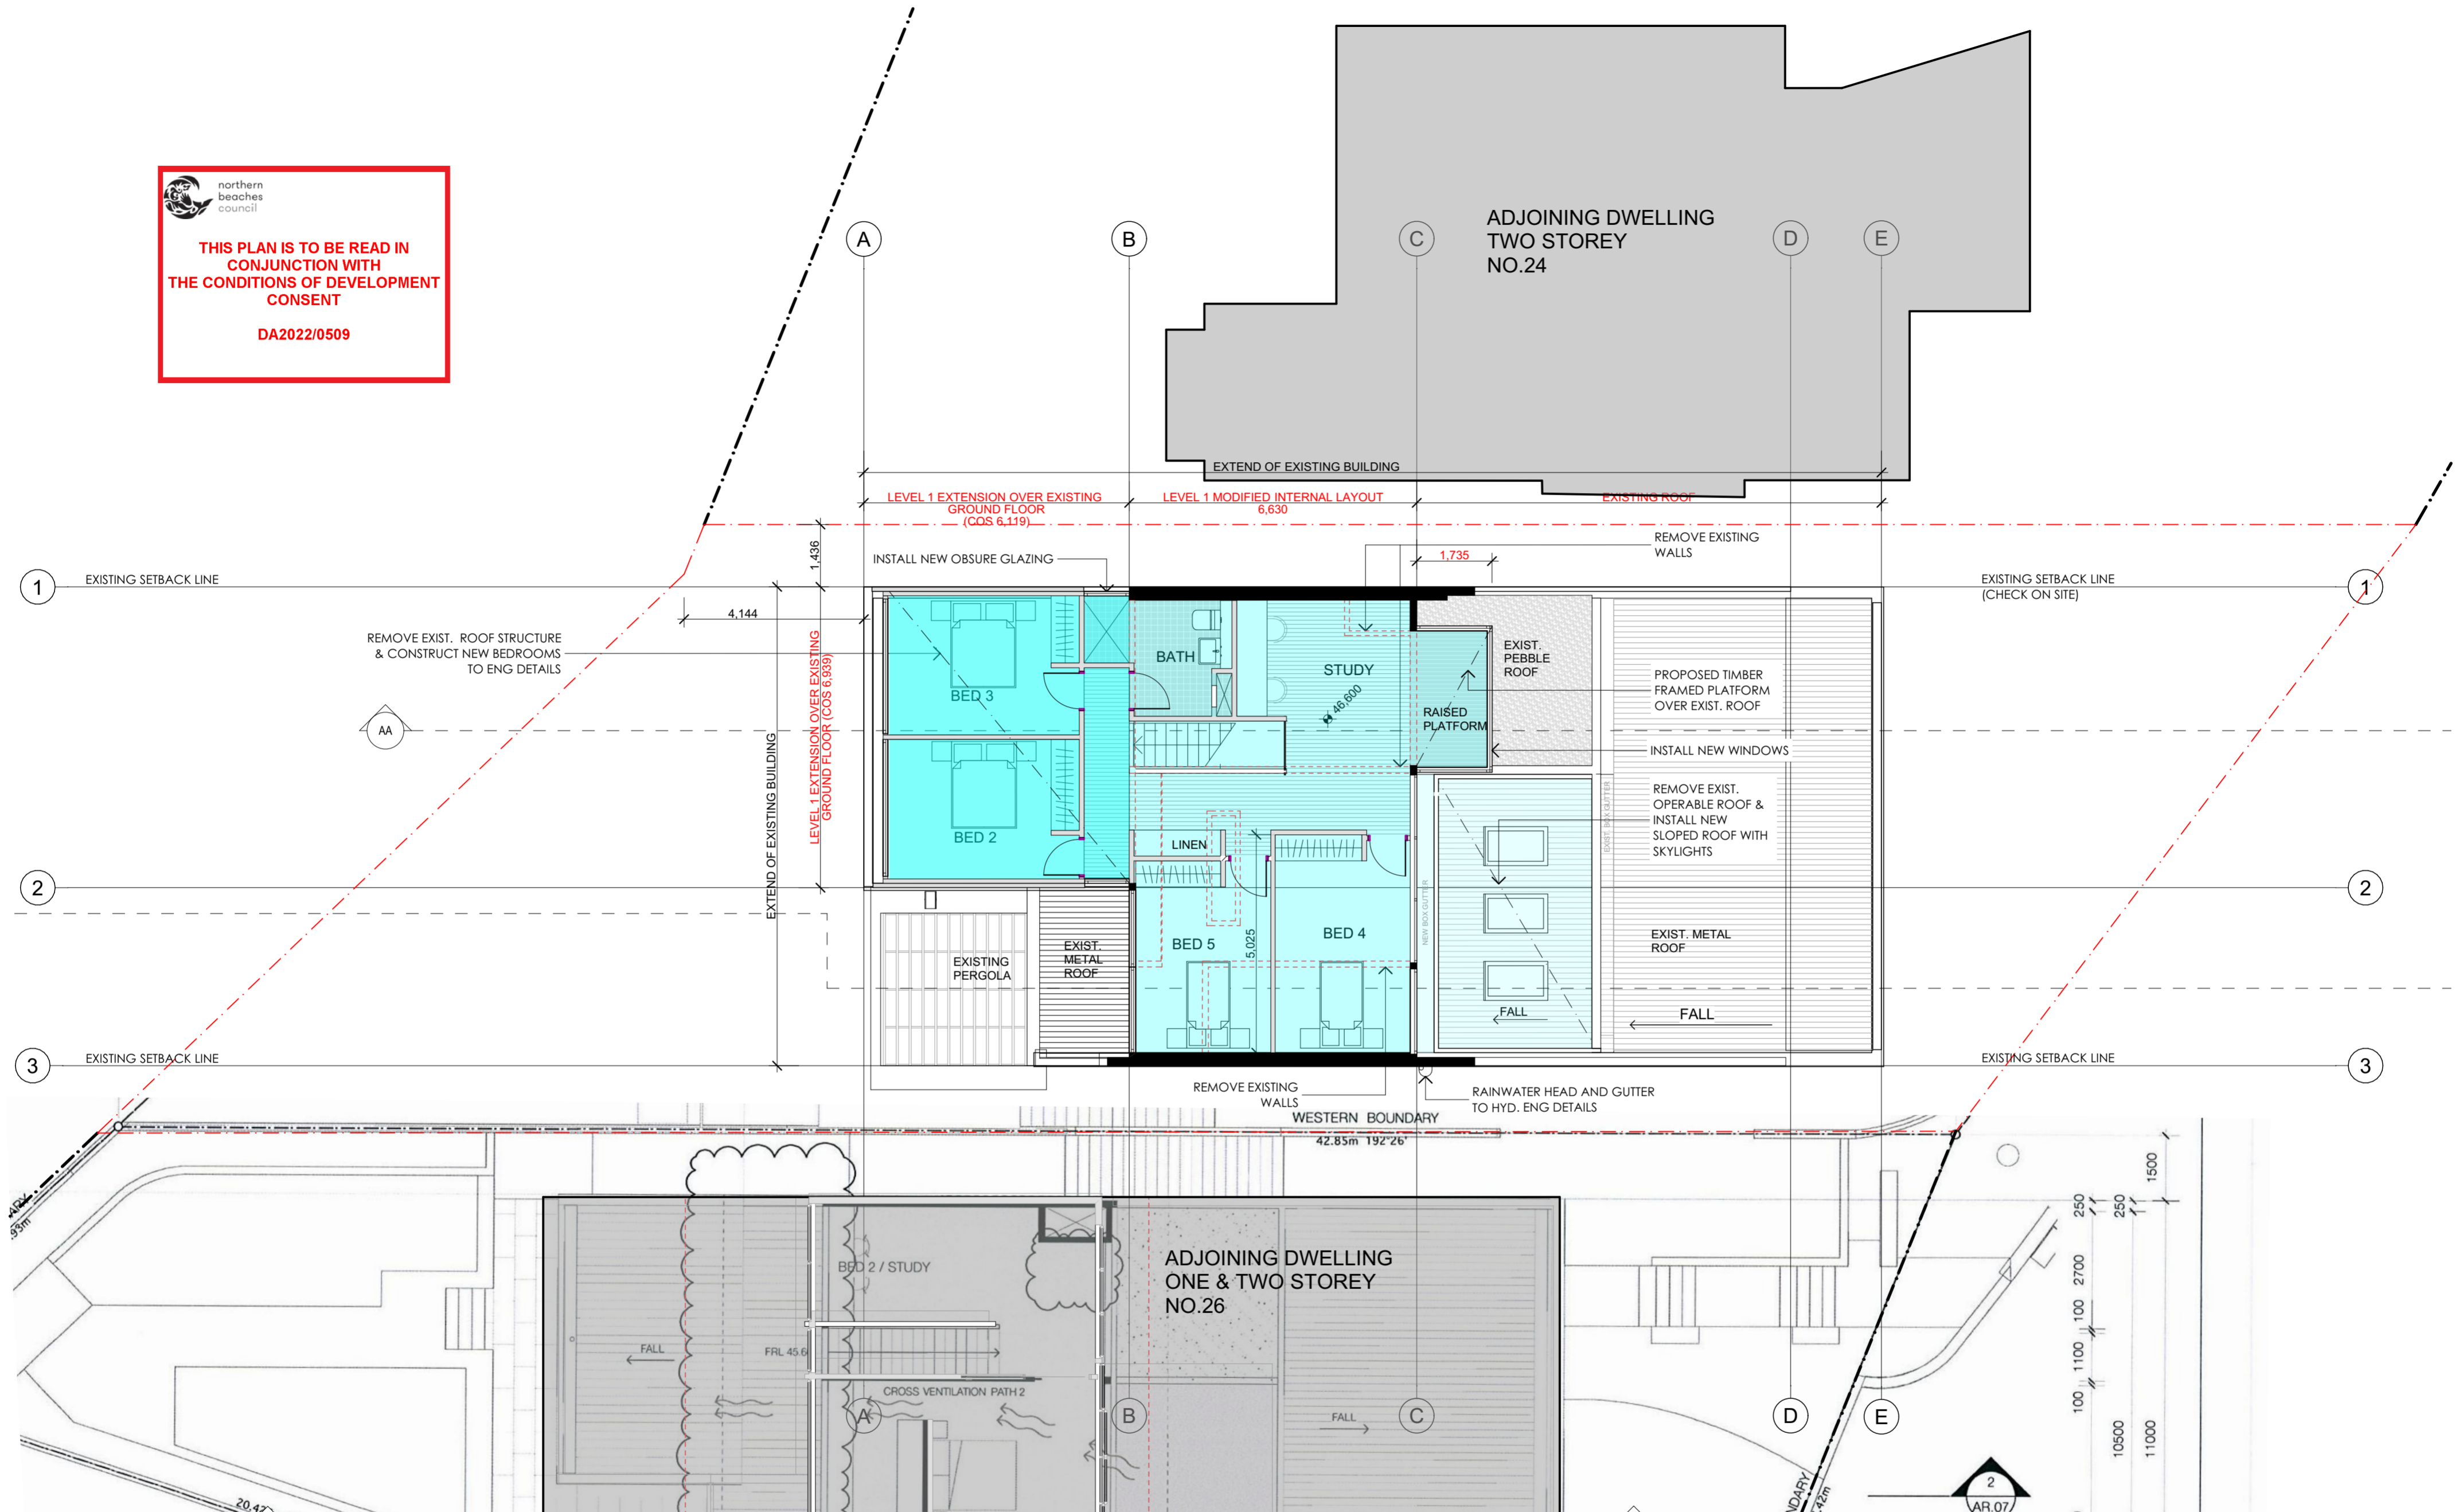 northern
beaches
council
THIS PLAN IS TO BE READ IN
CONJUNCTION WITH
THE CONDITIONS OF DEVELOPMENT
CONSENT
DA2022/0509
ADJOINING DWELLING
TWO STOREY
NO.24
A
B
C
D
E
EXTEND OF EXISTING BUILDING
LEVEL 1 EXTENSION OVER EXISTING
GROUND FLOOR
(COS 6,119)
LEVEL 1 MODIFIED INTERNAL LAYOUT
6,630
EXISTING ROOF
1,436
INSTALL NEW OBSURE GLAZING
1,735
REMOVE EXISTING
WALLS
1
EXISTING SETBACK LINE
EXISTING SETBACK LINE
(CHECK ON SITE)
1
4,144
REMOVE EXIST. ROOF STRUCTURE
& CONSTRUCT NEW BEDROOMS
TO ENG DETAILS
LEVEL 1 EXTENSION OVER EXISTING
GROUND FLOOR (COS 6,939)
EXTEND OF EXISTING BUILDING
BED 3
BATH
STUDY
46,600
RAISED
PLATFORM
EXIST.
PEBBLE
ROOF
PROPOSED TIMBER
FRAMED PLATFORM
OVER EXIST. ROOF
AA
INSTALL NEW WINDOWS
BED 2
LINEN
REMOVE EXIST.
OPERABLE ROOF &
INSTALL NEW
SLOPED ROOF WITH
SKYLIGHTS
EXIST. BOX GUTTER
NEW BOX GUTTER
2
2
EXISTING
PERGOLA
EXIST.
METAL
ROOF
BED 5
5,025
BED 4
EXIST. METAL
ROOF
FALL
FALL
3
EXISTING SETBACK LINE
EXISTING SETBACK LINE
3
REMOVE EXISTING
WALLS
RAINWATER HEAD AND GUTTER
TO HYD. ENG DETAILS
WESTERN BOUNDARY
42.85m 192°26'
ADJOINING DWELLING
ONE & TWO STOREY
NO.26
BED 2 / STUDY
FALL
FRL 45.6
CROSS VENTILATION PATH 2
FALL
A
B
C
D
E
1500
250
250
2700
100
1100
100
10500
11000
2
AR.07